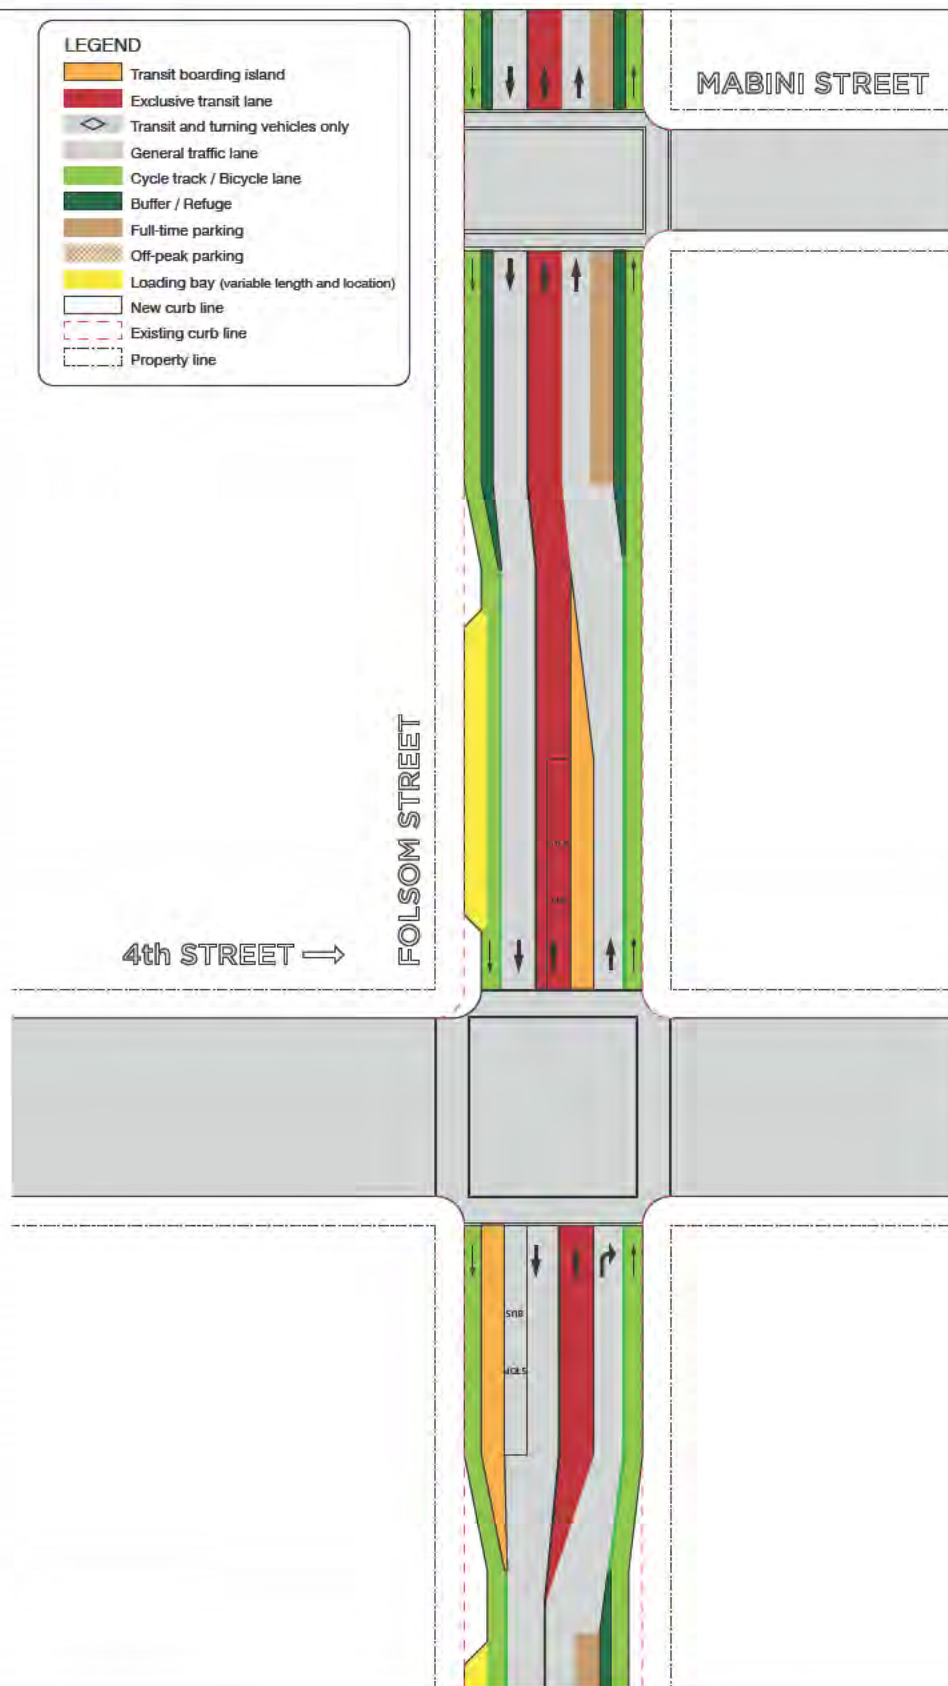 LEGEND
Transit boarding island
Exclusive transit lane
Transit and turning vehicles only
General traffic lane
Cycle track / Bicycle lane
Buffer / Refuge
Full-time parking
Off-peak parking
Loading bay (variable length and location)
New curb line
Existing curb line
Property line
MABINI STREET
FOLSOM STREET
4th STREET
BUS
STOP